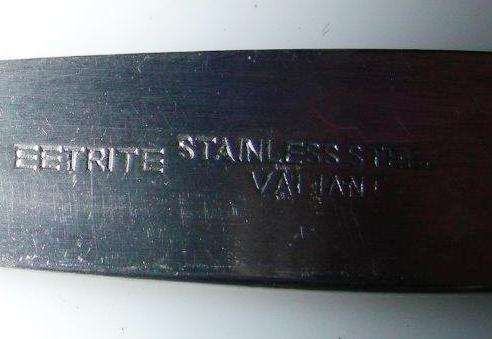 EETRITE STAINLESS STEEL
VALIANT